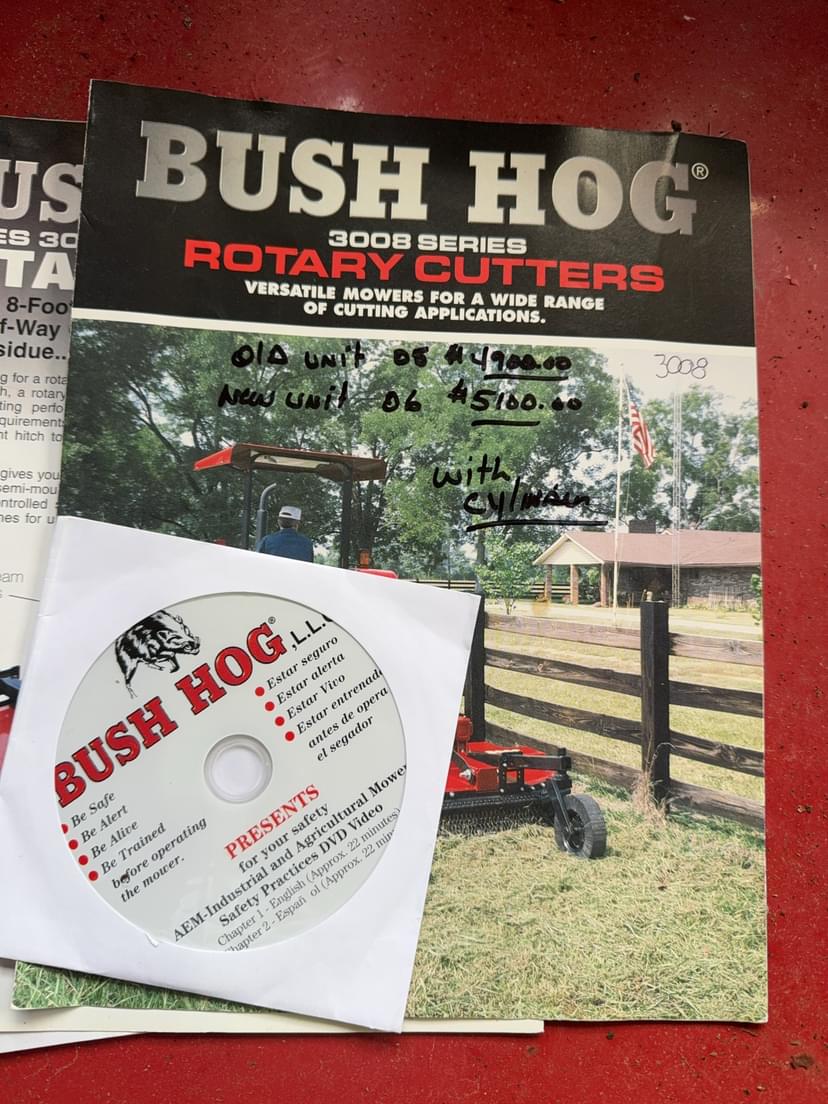 BUSH HOG®
3008 SERIES
ROTARY CUTTERS
VERSATILE MOWERS FOR A WIDE RANGE
OF CUTTING APPLICATIONS.
Old unit 05 $4900.00
New unit 06 $5100.00
with
cylinder
3008
US
ES 30
TA
8-Foo
f-Way
sidue..
g for a rota
h, a rotary
ting perfo
quirements
nt hitch to
gives you
semi-mou
ntrolled
nes for u
eam
BUSH HOG®, L.L.C
Estar seguro
Estar alerta
Estar Vivo
Estar entrenad
antes de opera
el segador
Be Safe
Be Alert
Be Alive
Be Trained
before operating
the mower.
PRESENTS
for your safety
AEM-Industrial and Agricultural Mower
Safety Practices DVD Video
Chapter 1 - English (Approx. 22 minutes)
Chapter 2 - Españ ol (Approx. 22 min